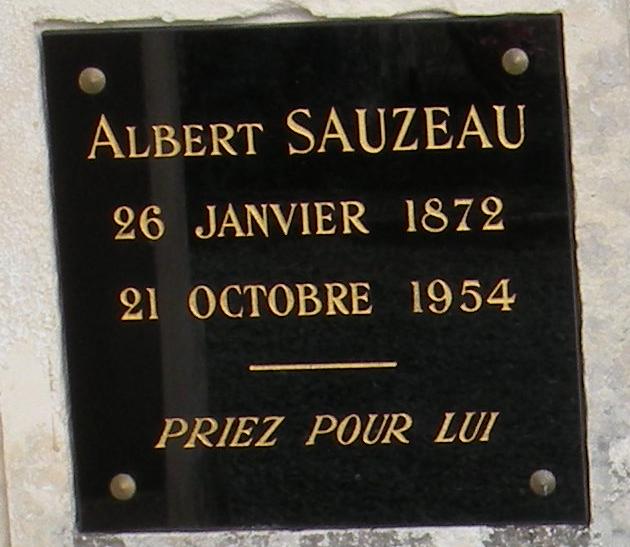 ALBERT SAUZEAU
26 JANVIER 1872
21 OCTOBRE 1954
PRIEZ POUR LUI